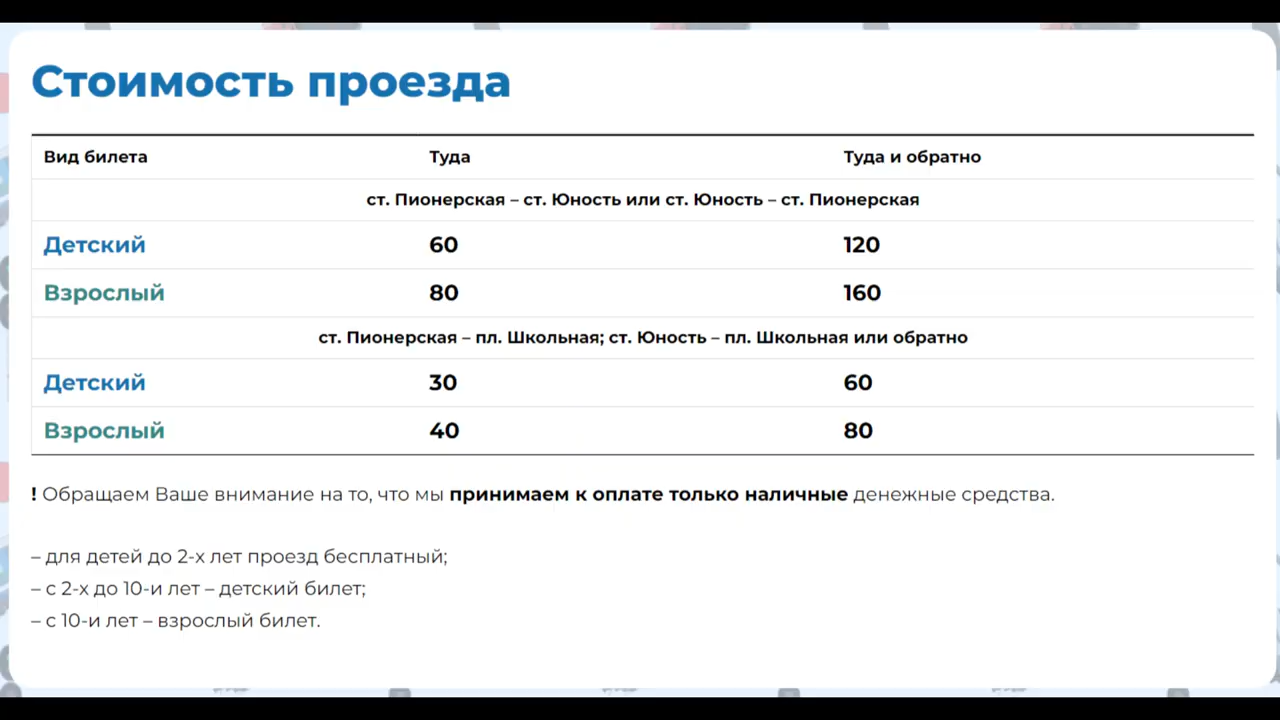 Стоимость проезда
Вид билета Туда Туда и обратно
ст. Пионерская – ст. Юность или ст. Юность – ст. Пионерская
Детский 60 120
Взрослый 80 160
ст. Пионерская – пл. Школьная; ст. Юность – пл. Школьная или обратно
Детский 30 60
Взрослый 40 80
! Обращаем Ваше внимание на то, что мы принимаем к оплате только наличные денежные средства.
– для детей до 2-х лет проезд бесплатный;
– с 2-х до 10-и лет – детский билет;
– с 10-и лет – взрослый билет.